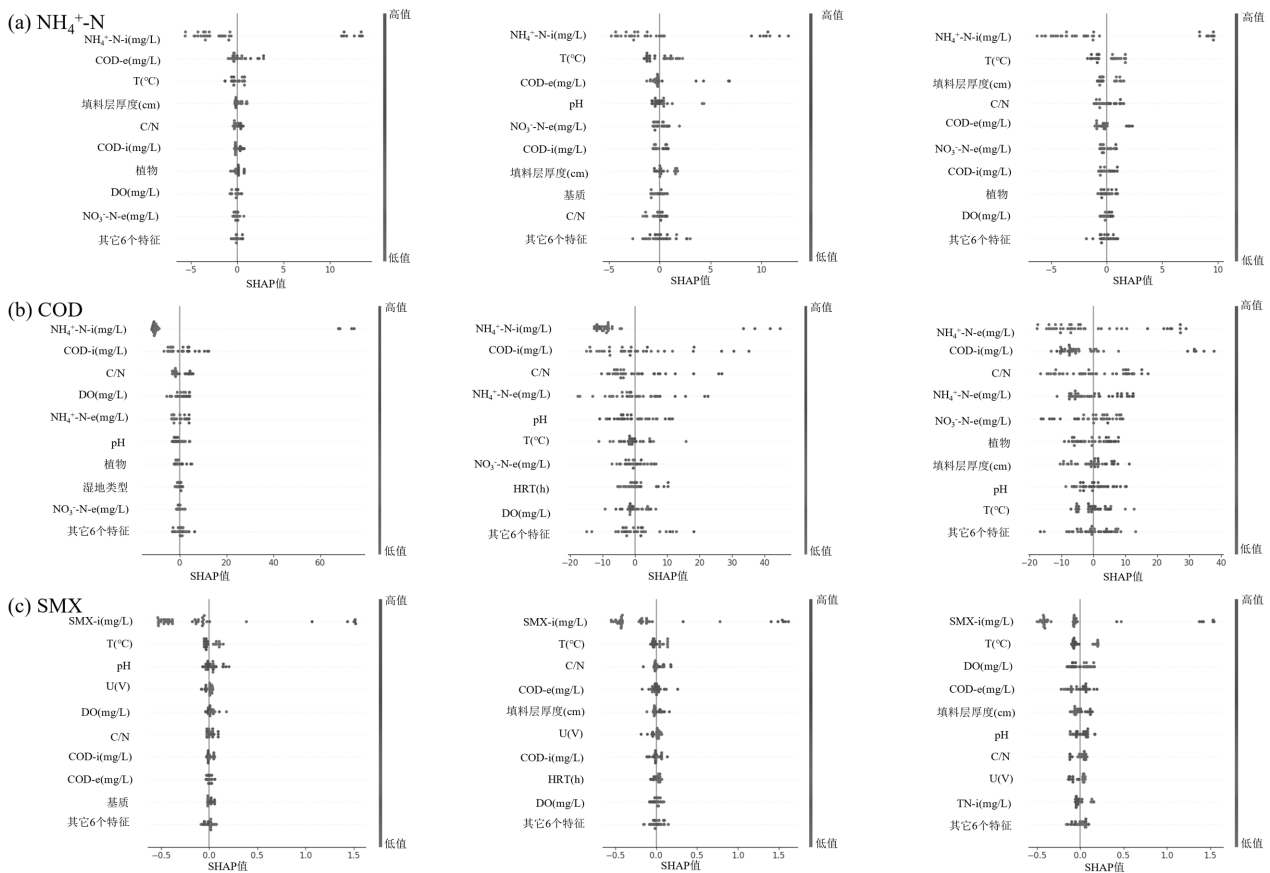 (a) NH₄⁺-N
高值
NH₄⁺-N-i(mg/L)
COD-e(mg/L)
T(℃)
填料层厚度(cm)
C/N
COD-i(mg/L)
植物
DO(mg/L)
NO₃⁻-N-e(mg/L)
其它6个特征
低值
−5 0 5 10
SHAP值
高值
NH₄⁺-N-i(mg/L)
T(℃)
COD-e(mg/L)
pH
NO₃⁻-N-e(mg/L)
COD-i(mg/L)
填料层厚度(cm)
基质
C/N
其它6个特征
低值
−5 0 5 10
SHAP值
高值
NH₄⁺-N-i(mg/L)
T(℃)
填料层厚度(cm)
C/N
COD-e(mg/L)
NO₃⁻-N-e(mg/L)
COD-i(mg/L)
植物
DO(mg/L)
其它6个特征
低值
−5 0 5 10
SHAP值
(b) COD
高值
NH₄⁺-N-i(mg/L)
COD-i(mg/L)
C/N
DO(mg/L)
NH₄⁺-N-e(mg/L)
pH
植物
湿地类型
NO₃⁻-N-e(mg/L)
其它6个特征
低值
0 20 40 60
SHAP值
高值
NH₄⁺-N-i(mg/L)
COD-i(mg/L)
C/N
NH₄⁺-N-e(mg/L)
pH
T(℃)
NO₃⁻-N-e(mg/L)
HRT(h)
DO(mg/L)
其它6个特征
低值
−20 −10 0 10 20 30 40
SHAP值
高值
NH₄⁺-N-e(mg/L)
COD-i(mg/L)
C/N
NH₄⁺-N-e(mg/L)
NO₃⁻-N-e(mg/L)
植物
填料层厚度(cm)
pH
T(℃)
其它6个特征
低值
−20 −10 0 10 20 30 40
SHAP值
(c) SMX
高值
SMX-i(mg/L)
T(℃)
pH
U(V)
DO(mg/L)
C/N
COD-i(mg/L)
COD-e(mg/L)
基质
其它6个特征
低值
−0.5 0.0 0.5 1.0 1.5
SHAP值
高值
SMX-i(mg/L)
T(℃)
C/N
COD-e(mg/L)
填料层厚度(cm)
U(V)
COD-i(mg/L)
HRT(h)
DO(mg/L)
其它6个特征
低值
−0.5 0.0 0.5 1.0 1.5
SHAP值
高值
SMX-i(mg/L)
T(℃)
DO(mg/L)
COD-e(mg/L)
填料层厚度(cm)
pH
C/N
U(V)
TN-i(mg/L)
其它6个特征
低值
−0.5 0.0 0.5 1.0 1.5
SHAP值